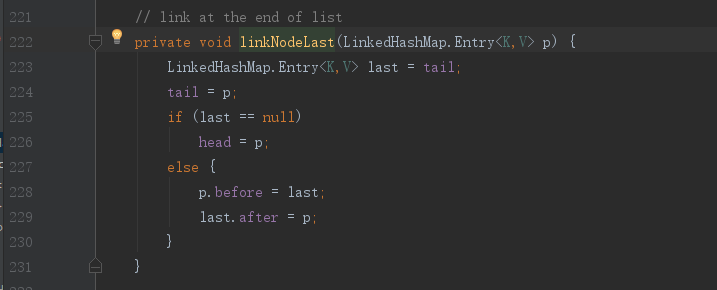 221 // link at the end of list
222 private void linkNodeLast(LinkedHashMap.Entry<K,V> p) {
223 LinkedHashMap.Entry<K,V> last = tail;
224 tail = p;
225 if (last == null)
226 head = p;
227 else {
228 p.before = last;
229 last.after = p;
230 }
231 }